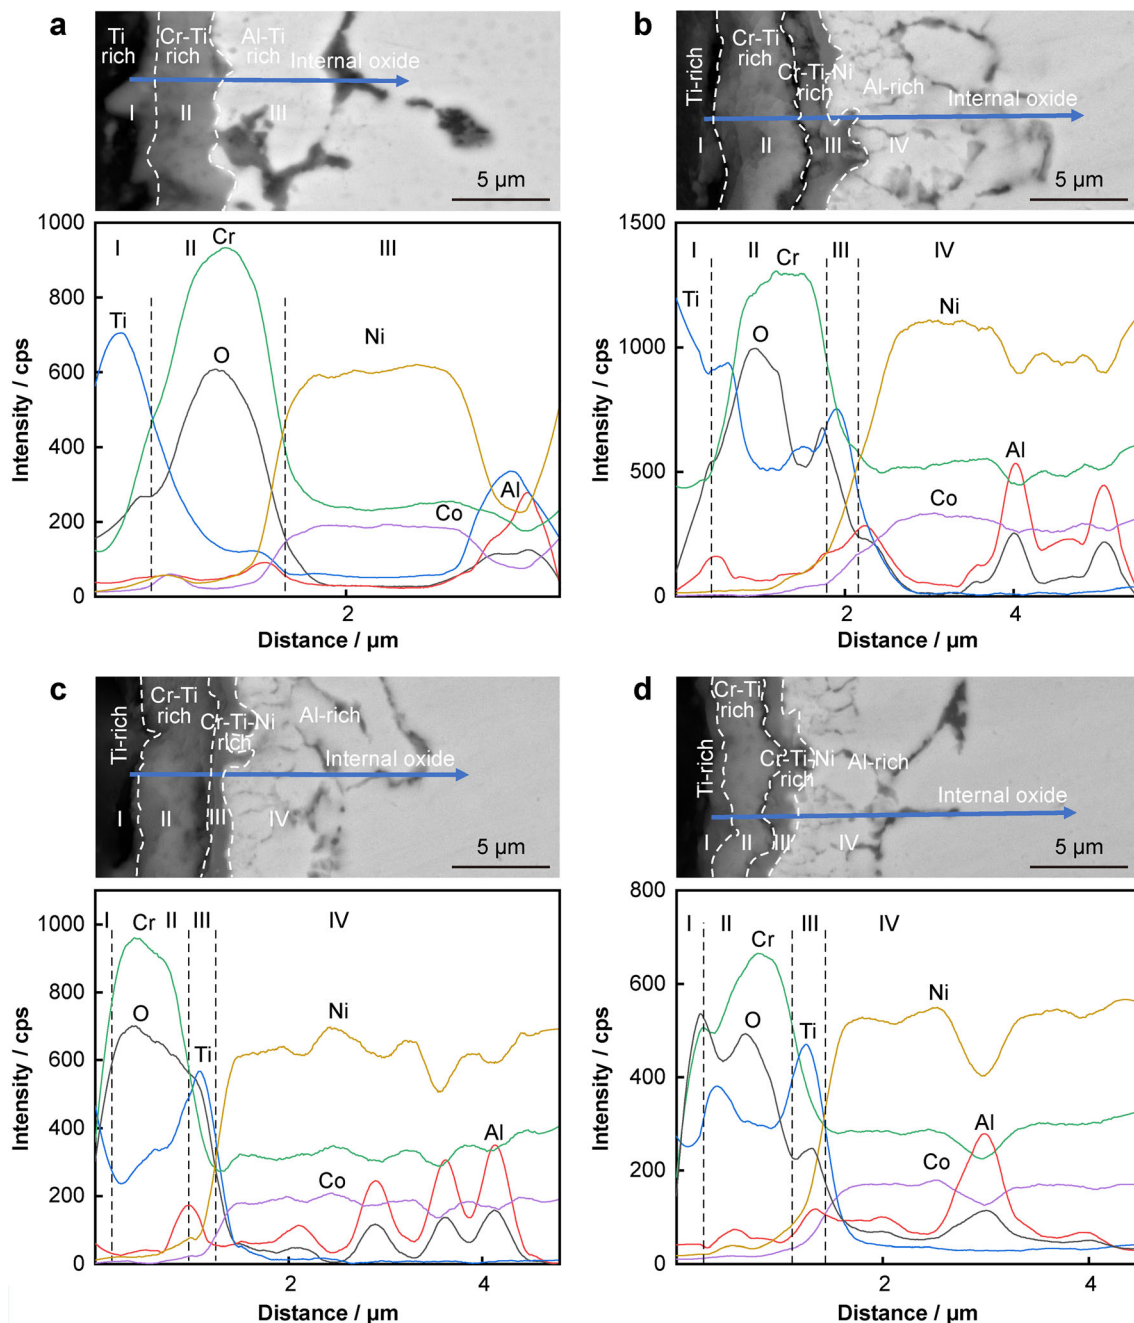 a
Ti
rich
Cr-Ti
rich
Al-Ti
rich
Internal oxide
I
II
III
5 µm
1000
800
600
400
200
0
Intensity / cps
I
II
III
Ti
Cr
O
Ni
Co
Al
2
Distance / µm
b
Ti-rich
Cr-Ti
rich
Cr-Ti-Ni
rich
Al-rich
Internal oxide
I
II
III
IV
5 µm
1500
1000
500
0
Intensity / cps
I
II
III
IV
Ti
Cr
O
Ni
Al
Co
2
4
Distance / µm
c
Ti-rich
Cr-Ti
rich
Cr-Ti-Ni
rich
Al-rich
Internal oxide
I
II
III
IV
5 µm
1000
800
600
400
200
0
Intensity / cps
I
II
III
IV
Cr
O
Ti
Ni
Co
Al
2
4
Distance / µm
d
Ti-rich
Cr-Ti
rich
Cr-Ti-Ni
rich
Al-rich
Internal oxide
I
II
III
IV
5 µm
800
600
400
200
0
Intensity / cps
I
II
III
IV
Cr
O
Ti
Ni
Al
Co
2
4
Distance / µm